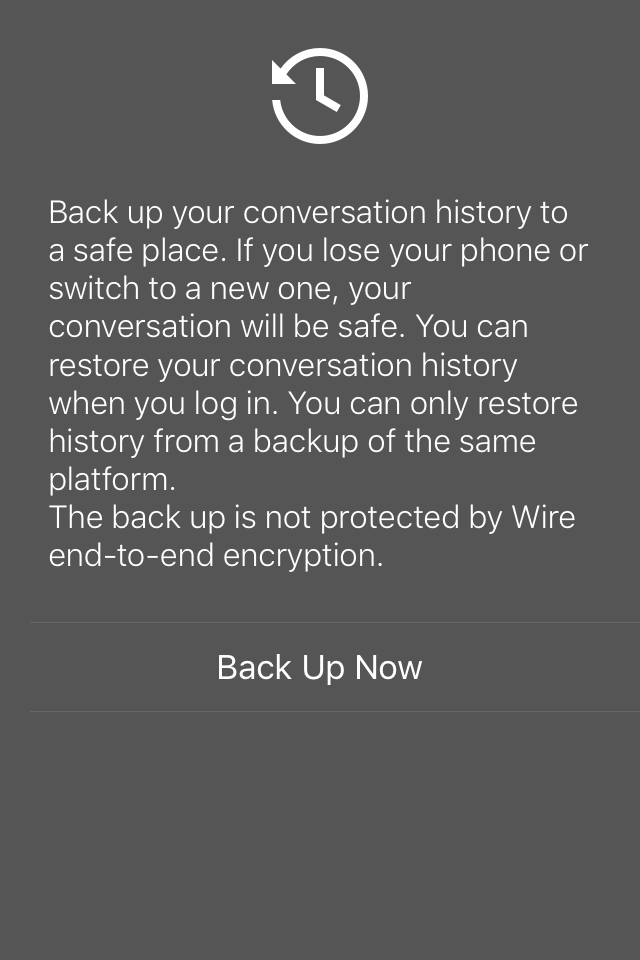 Back up your conversation history to
a safe place. If you lose your phone or
switch to a new one, your
conversation will be safe. You can
restore your conversation history
when you log in. You can only restore
history from a backup of the same
platform.
The back up is not protected by Wire
end-to-end encryption.
Back Up Now